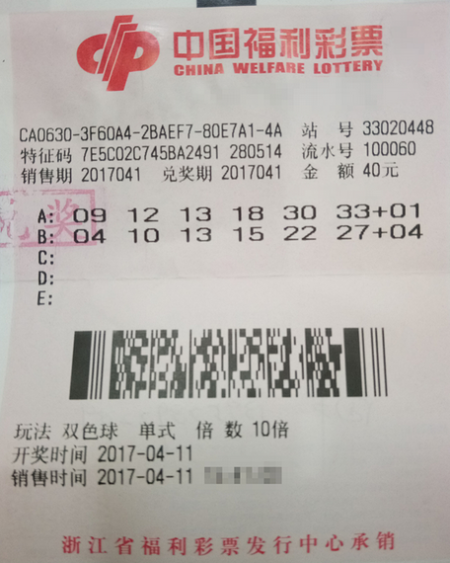 中国福利彩票
CHINA WELFARE LOTTERY
CA0630-3F60A4-2BAEF7-80E7A1-4A 站 号 33020448
特征码 7E5C02C745BA2491 280514 流水号 100060
销售期 2017041 兑奖期 2017041 金 额 40元
兑奖
A: 09 12 13 18 30 33+01
B: 04 10 13 15 22 27+04
C:
D:
E:
玩法 双色球 单式 倍 数 10倍
开奖时间 2017-04-11
销售时间 2017-04-11
浙江省福利彩票发行中心承销